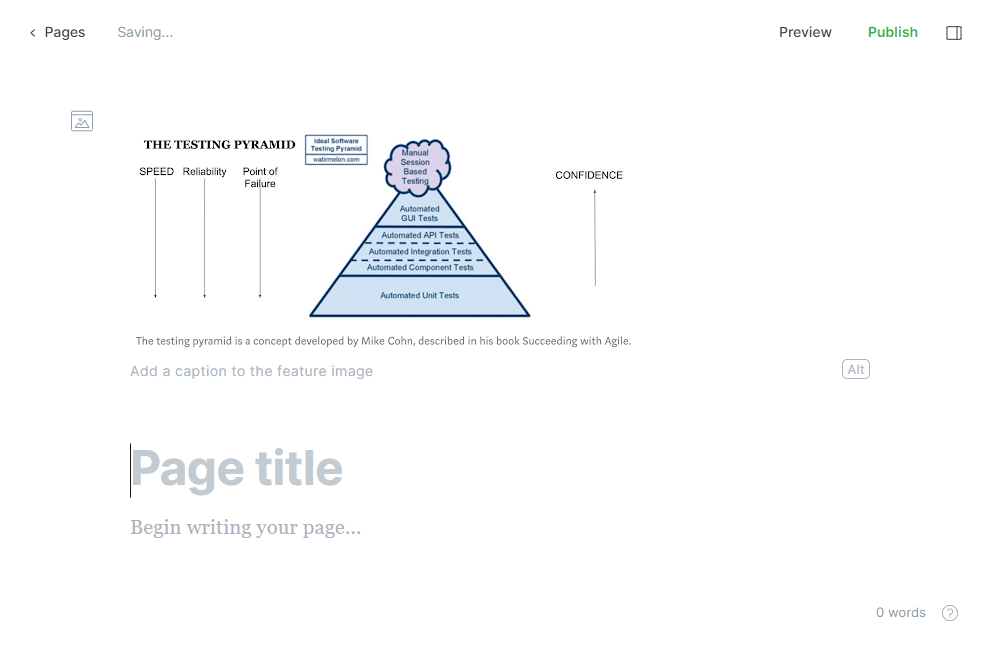 Pages
Saving...
Preview
Publish
THE TESTING PYRAMID
Ideal Software
Testing Pyramid
watirmelon.com
SPEED
Reliability
Point of
Failure
Manual
Session
Based
Testing
CONFIDENCE
Automated
GUI Tests
Automated API Tests
Automated Integration Tests
Automated Component Tests
Automated Unit Tests
The testing pyramid is a concept developed by Mike Cohn, described in his book Succeeding with Agile.
Add a caption to the feature image
Alt
Page title
Begin writing your page...
0 words
?